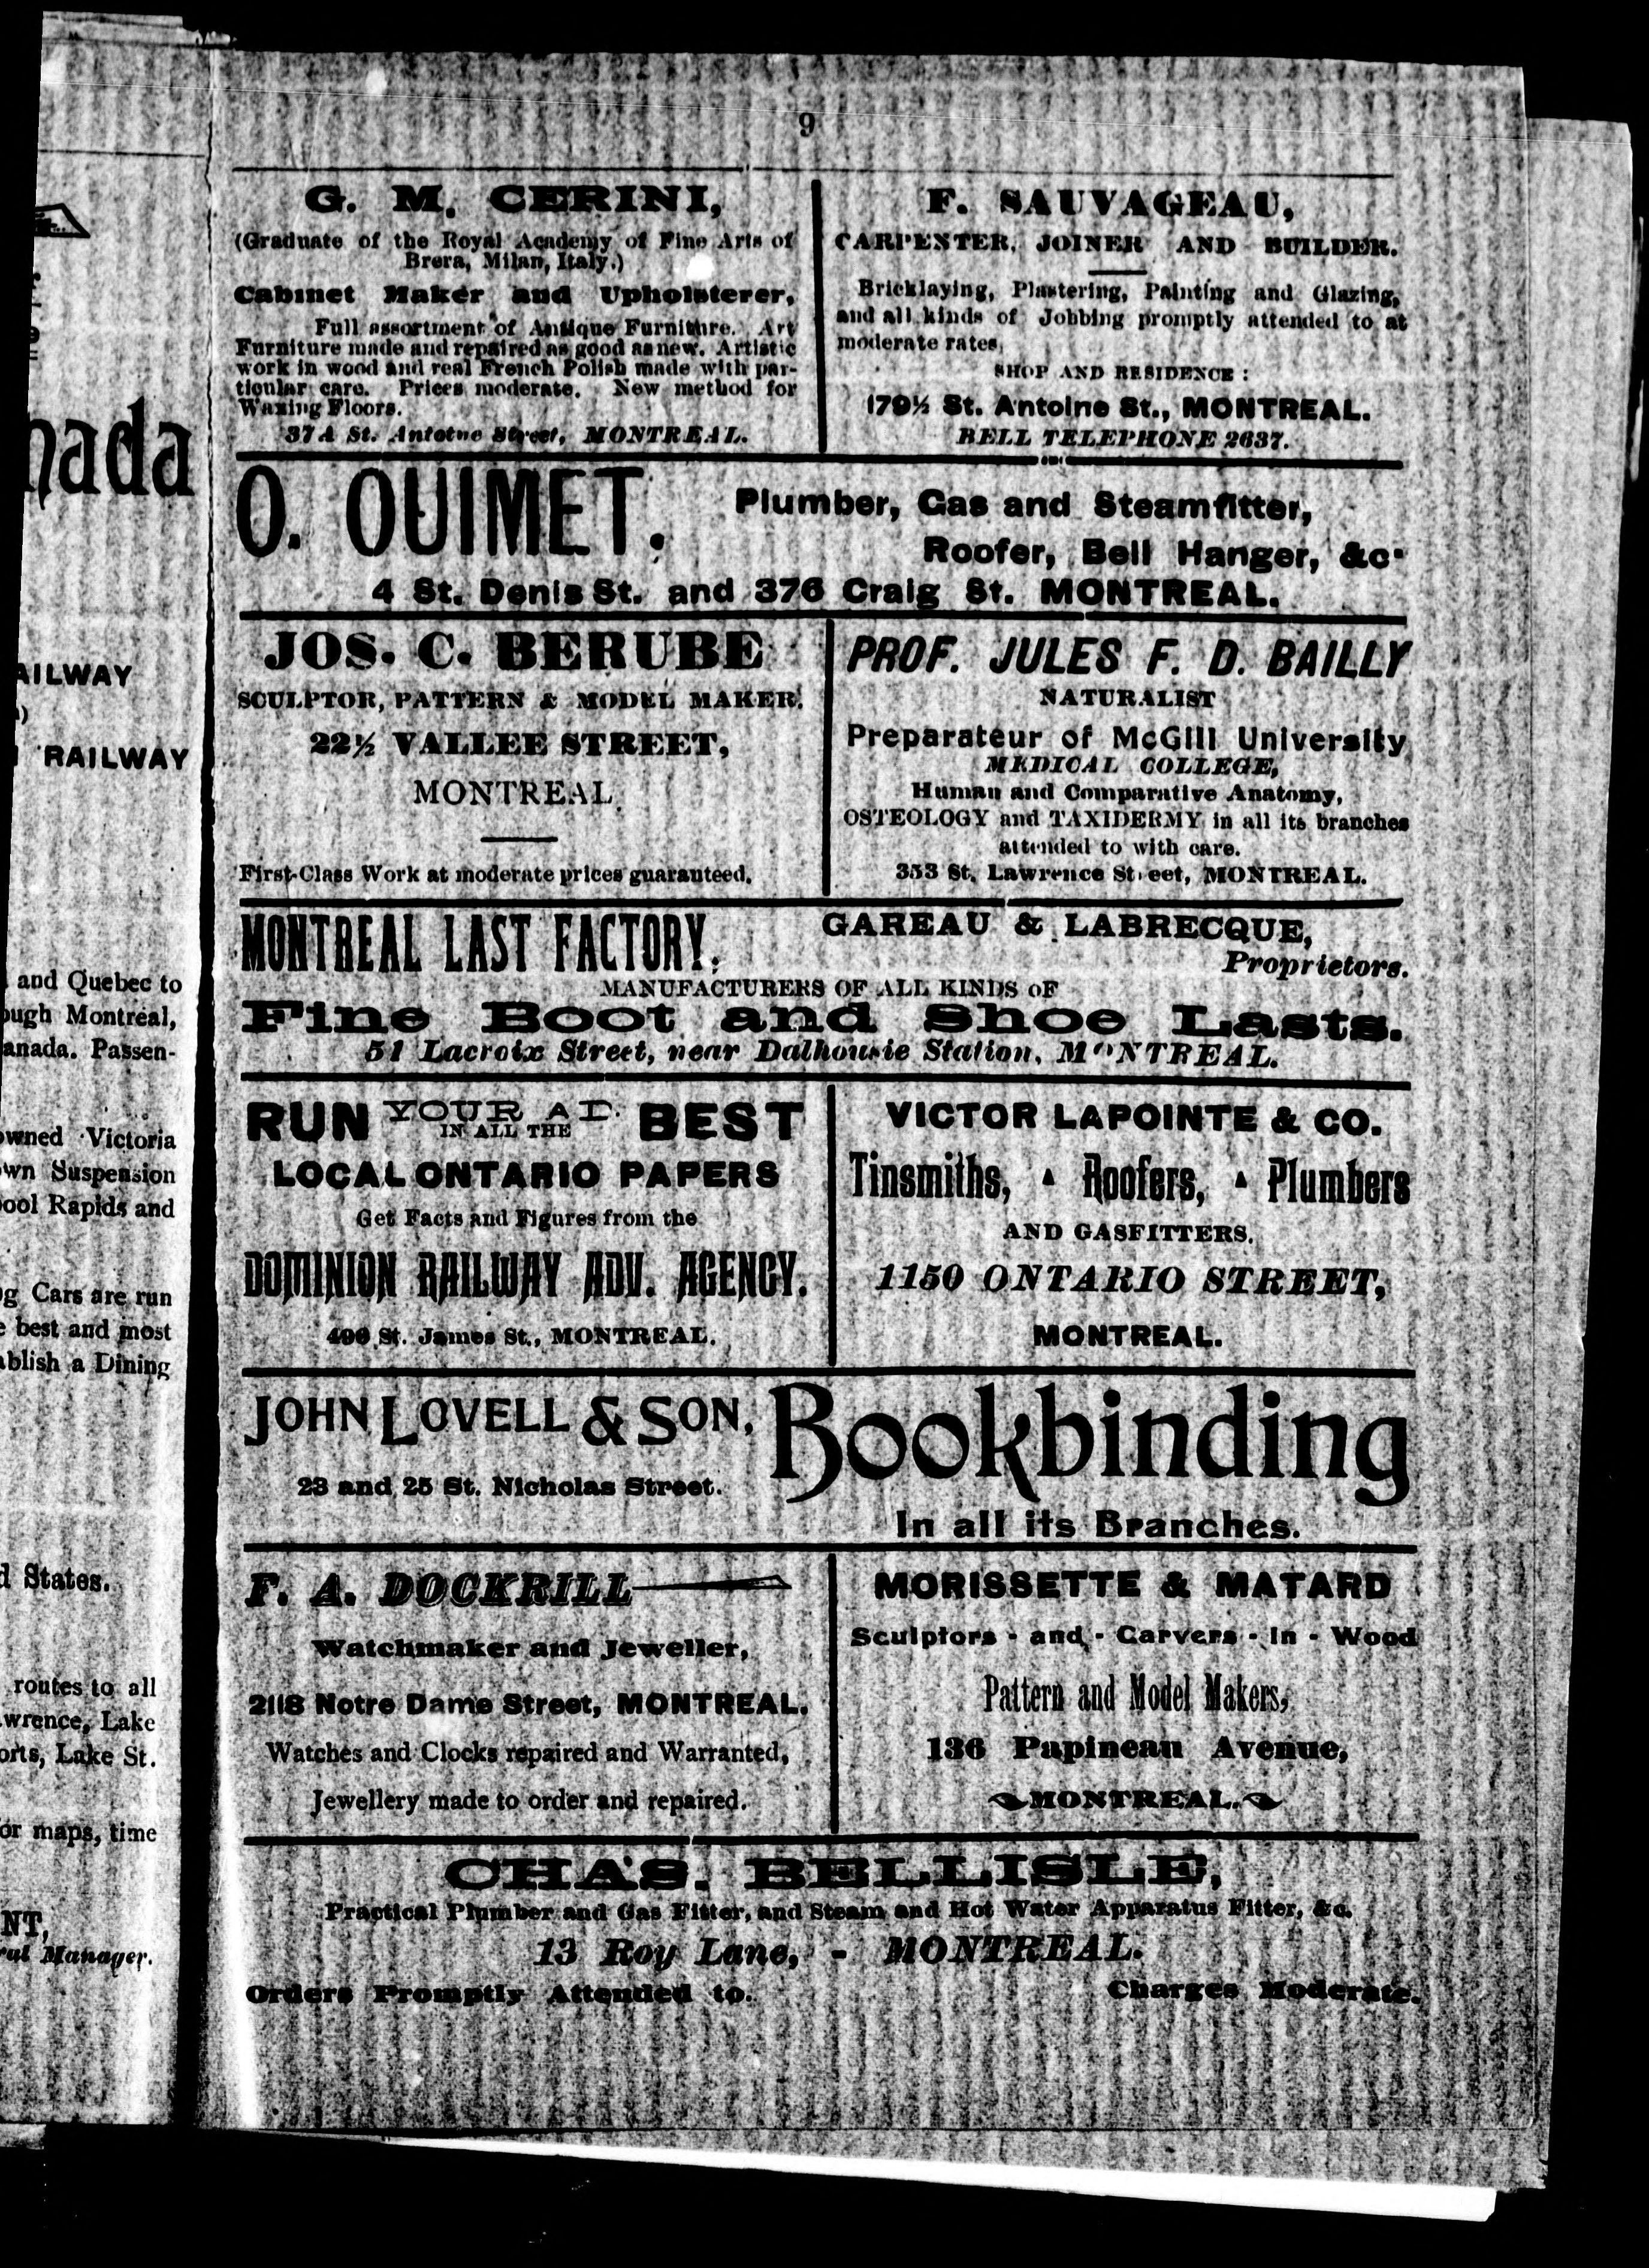 nada
AILWAY
RAILWAY
and Quebec to
ough Montreal,
anada. Passen-
owned Victoria
wn Suspension
ool Rapids and
g Cars are run
best and most
ablish a Dining
d States.
routes to all
wrence, Lake
orts, Lake St.
or maps, time
NT,
ral Manager.
9
G. M. CERINI,
(Graduate of the Royal Academy of Fine Arts of
Brera, Milan, Italy.)
Cabinet Maker and Upholsterer,
Full assortment of Antique Furniture. Art
Furniture made and repaired as good as new. Artistic
work in wood and real French Polish made with par-
ticular care. Prices moderate. New method for
Waxing Floors.
37A St. Antoine Street, MONTREAL.
F. SAUVAGEAU,
CARPENTER, JOINER AND BUILDER.
Bricklaying, Plastering, Painting and Glazing,
and all kinds of Jobbing promptly attended to at
moderate rates,
SHOP AND RESIDENCE :
179½ St. Antoine St., MONTREAL.
BELL TELEPHONE 2637.
O. OUIMET,
Plumber, Gas and Steamfitter,
Roofer, Bell Hanger, &c·
4 St. Denis St. and 376 Craig St. MONTREAL.
JOS. C. BERUBE
SCULPTOR, PATTERN & MODEL MAKER,
22½ VALLEE STREET,
MONTREAL.
First-Class Work at moderate prices guaranteed.
PROF. JULES F. D. BAILLY
NATURALIST
Preparateur of McGill University
MEDICAL COLLEGE,
Human and Comparative Anatomy,
OSTEOLOGY and TAXIDERMY in all its branches
attended to with care.
353 St. Lawrence Street, MONTREAL.
MONTREAL LAST FACTORY,
GAREAU & LABRECQUE,
Proprietors.
MANUFACTURERS OF ALL KINDS OF
Fine Boot and Shoe Lasts.
51 Lacroix Street, near Dalhousie Station, MONTREAL.
RUN YOUR AD. IN ALL THE BEST
LOCAL ONTARIO PAPERS
Get Facts and Figures from the
DOMINION RAILWAY ADV. AGENCY.
490 St. James St., MONTREAL.
VICTOR LAPOINTE & CO.
Tinsmiths, Roofers, Plumbers
AND GASFITTERS.
1150 ONTARIO STREET,
MONTREAL.
JOHN LOVELL & SON,
23 and 25 St. Nicholas Street.
Bookbinding
In all its Branches.
F. A. DOCKRILL
Watchmaker and Jeweller,
2118 Notre Dame Street, MONTREAL.
Watches and Clocks repaired and Warranted,
Jewellery made to order and repaired.
MORISSETTE & MATARD
Sculptors - and - Carvers - In - Wood
Pattern and Model Makers,
136 Papineau Avenue,
MONTREAL.
CHAS. BELLISLE,
Practical Plumber and Gas Fitter, and Steam and Hot Water Apparatus Fitter, &c.
13 Roy Lane, - MONTREAL.
Orders Promptly Attended to. Charges Moderate.